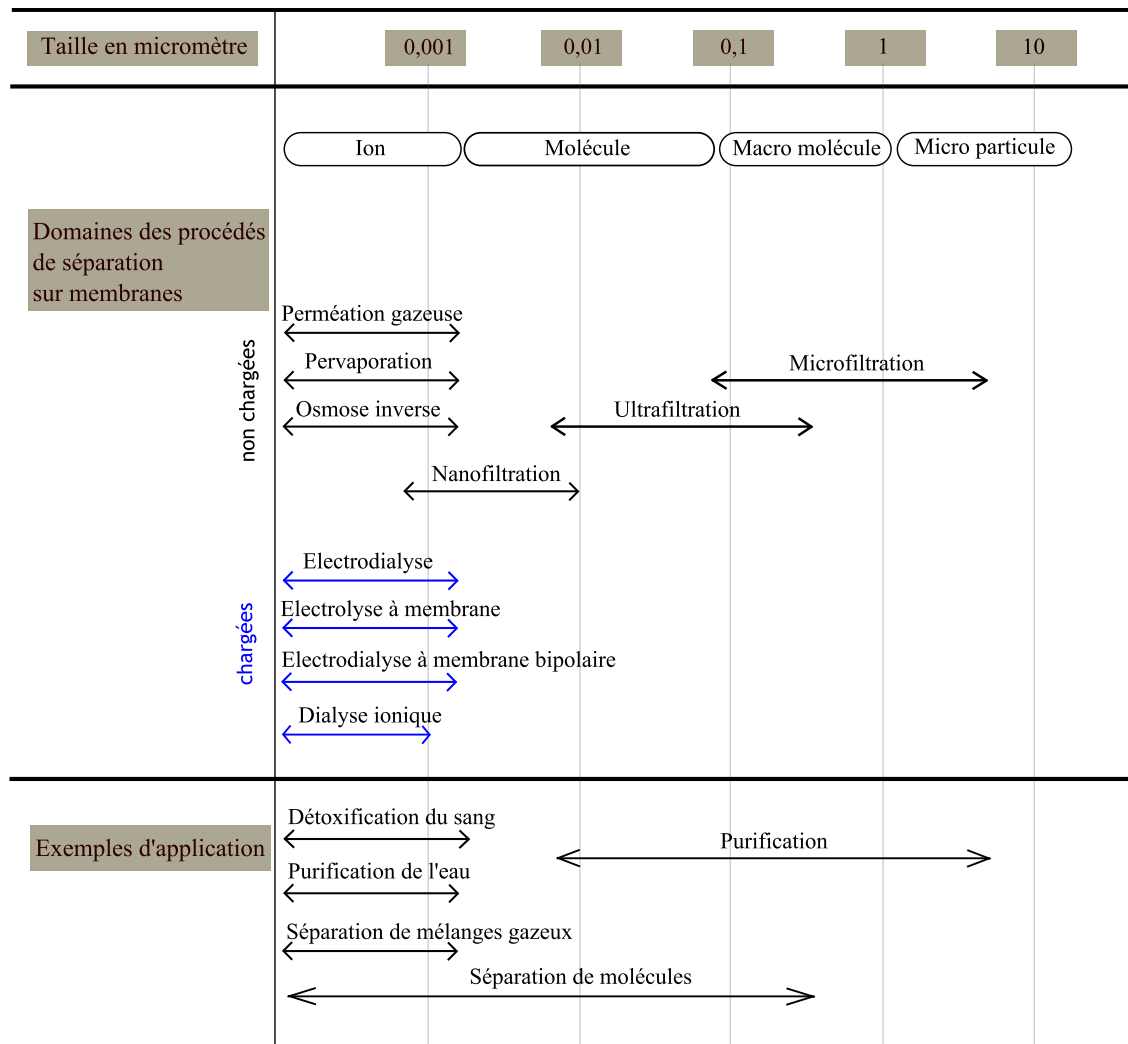 Taille en micromètre
0,001
0,01
0,1
1
10
Ion
Molécule
Macro molécule
Micro particule
Domaines des procédés
de séparation
sur membranes
non chargées
Perméation gazeuse
Pervaporation
Microfiltration
Osmose inverse
Ultrafiltration
Nanofiltration
chargées
Electrodialyse
Electrolyse à membrane
Electrodialyse à membrane bipolaire
Dialyse ionique
Exemples d'application
Détoxification du sang
Purification
Purification de l'eau
Séparation de mélanges gazeux
Séparation de molécules